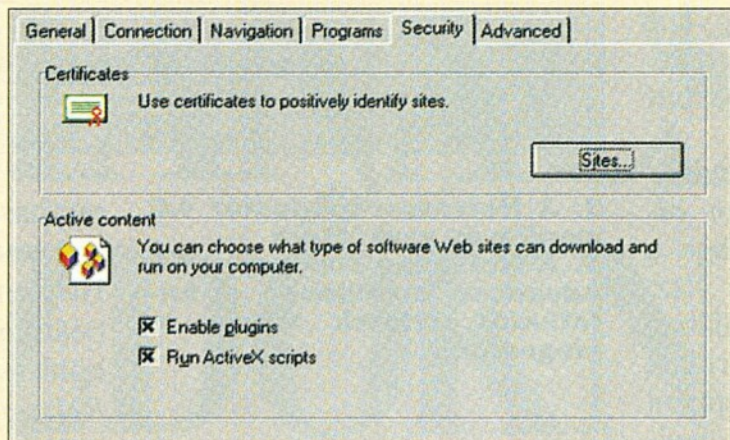 General Connection Navigation Programs Security Advanced
Certificates
Use certificates to positively identify sites.
Sites...
Active content
You can choose what type of software Web sites can download and
run on your computer.
Enable plugins
Run ActiveX scripts